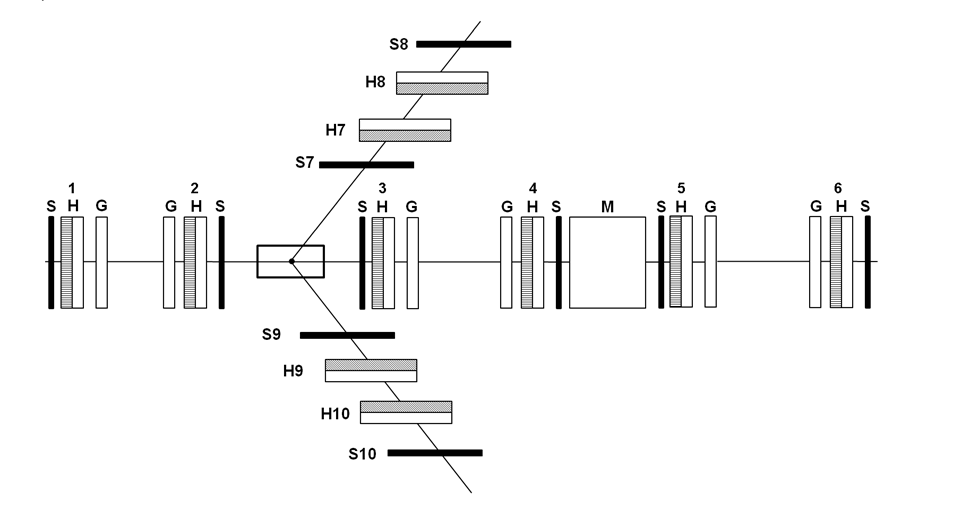 S8
H8
H7
S7
1 2 3 4 5 6
S H G G H S S H G G H S M S H G G H S
S9
H9
H10
S10